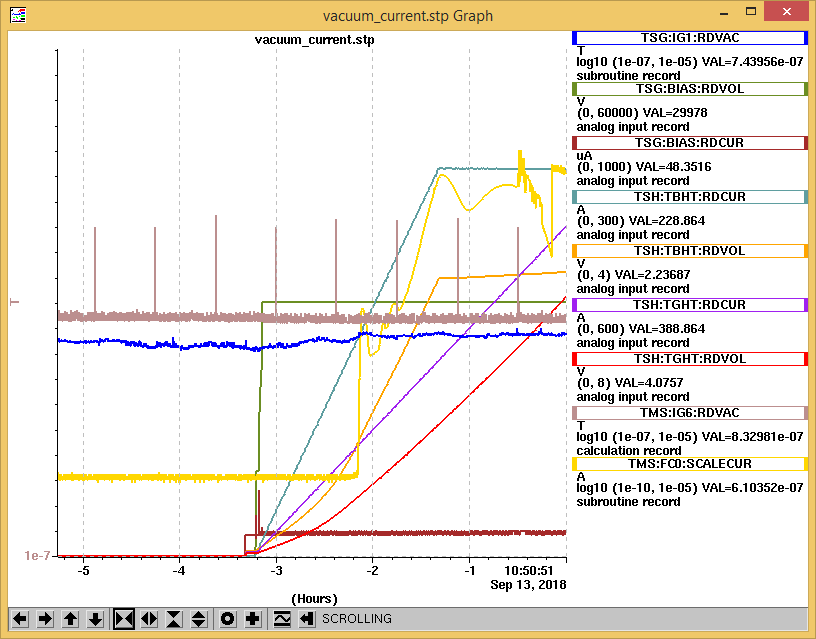 vacuum_current.stp Graph
vacuum_current.stp
T
1e-7
-5
-4
-3
-2
-1
10:50:51
Sep 13, 2018
(Hours)
TSG:IG1:RDVAC
T
log10 (1e-07, 1e-05) VAL=7.43956e-07
subroutine record
TSG:BIAS:RDVOL
V
(0, 60000) VAL=29978
analog input record
TSG:BIAS:RDCUR
uA
(0, 1000) VAL=48.3516
analog input record
TSH:TBHT:RDCUR
A
(0, 300) VAL=228.864
analog input record
TSH:TBHT:RDVOL
V
(0, 4) VAL=2.23687
analog input record
TSH:TGHT:RDCUR
A
(0, 600) VAL=388.864
analog input record
TSH:TGHT:RDVOL
V
(0, 8) VAL=4.0757
analog input record
TMS:IG6:RDVAC
T
log10 (1e-07, 1e-05) VAL=8.32981e-07
calculation record
TMS:FC0:SCALECUR
A
log10 (1e-10, 1e-05) VAL=6.10352e-07
subroutine record
SCROLLING